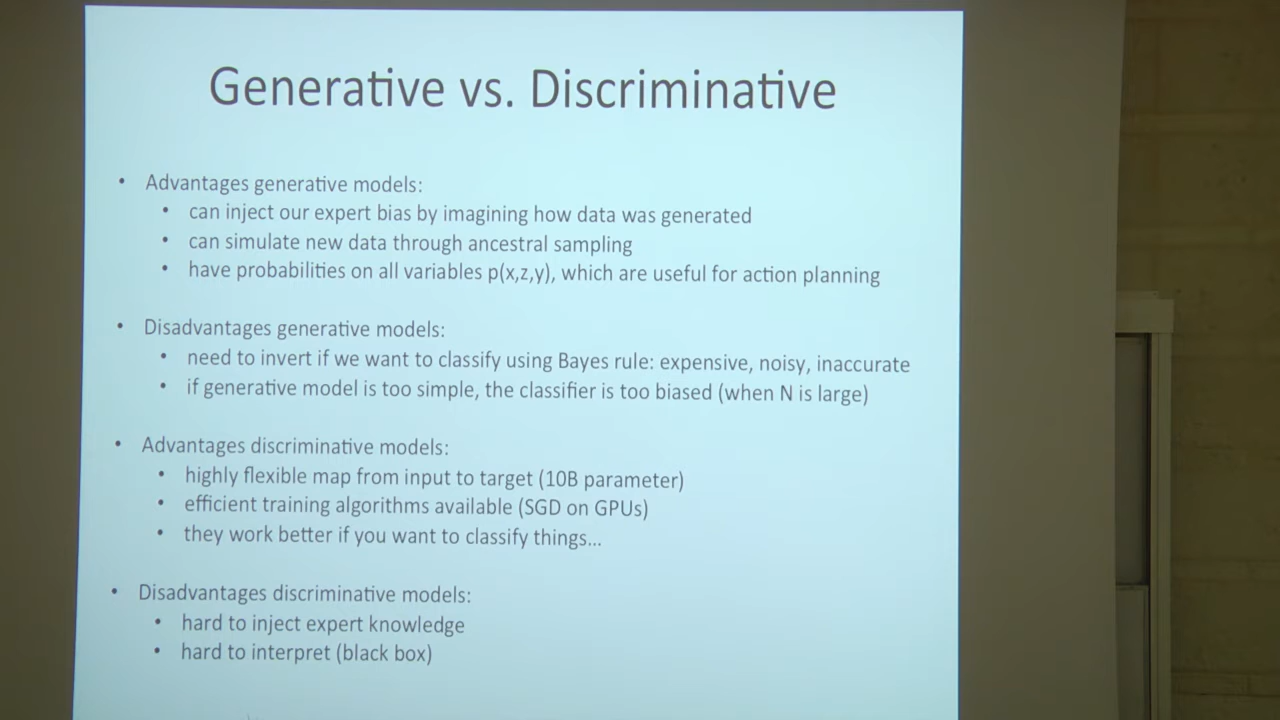 Generative vs. Discriminative
• Advantages generative models:
• can inject our expert bias by imagining how data was generated
• can simulate new data through ancestral sampling
• have probabilities on all variables p(x,z,y), which are useful for action planning
• Disadvantages generative models:
• need to invert if we want to classify using Bayes rule: expensive, noisy, inaccurate
• if generative model is too simple, the classifier is too biased (when N is large)
• Advantages discriminative models:
• highly flexible map from input to target (10B parameter)
• efficient training algorithms available (SGD on GPUs)
• they work better if you want to classify things...
• Disadvantages discriminative models:
• hard to inject expert knowledge
• hard to interpret (black box)